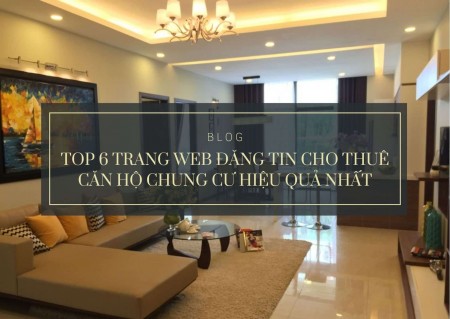 BLOG
TOP 6 TRANG WEB ĐĂNG TIN CHO THUÊ
CĂN HỘ CHUNG CƯ HIỆU QUẢ NHẤT